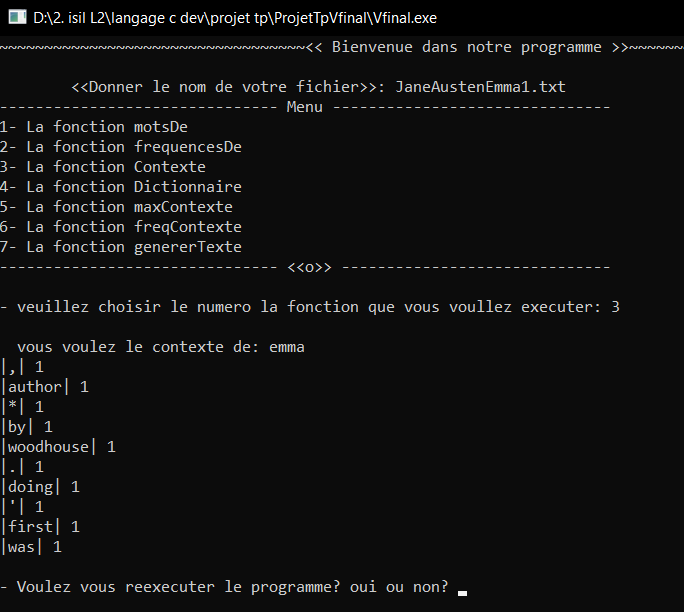 D:\2. isil L2\langage c dev\projet tp\ProjetTpVfinal\Vfinal.exe
~~~~~~~~~~~~~~~~~~~~~~~~~~~~~~~~~~<< Bienvenue dans notre programme >>~~~~~~
<<Donner le nom de votre fichier>>: JaneAustenEmma1.txt
------------------------------- Menu -------------------------------
1- La fonction motsDe
2- La fonction frequencesDe
3- La fonction Contexte
4- La fonction Dictionnaire
5- La fonction maxContexte
6- La fonction freqContexte
7- La fonction genererTexte
------------------------------- <<o>> ------------------------------
- veuillez choisir le numero la fonction que vous voullez executer: 3
vous voulez le contexte de: emma
|,| 1
|author| 1
|*| 1
|by| 1
|woodhouse| 1
|.| 1
|doing| 1
|'| 1
|first| 1
|was| 1
- Voulez vous reexecuter le programme? oui ou non?